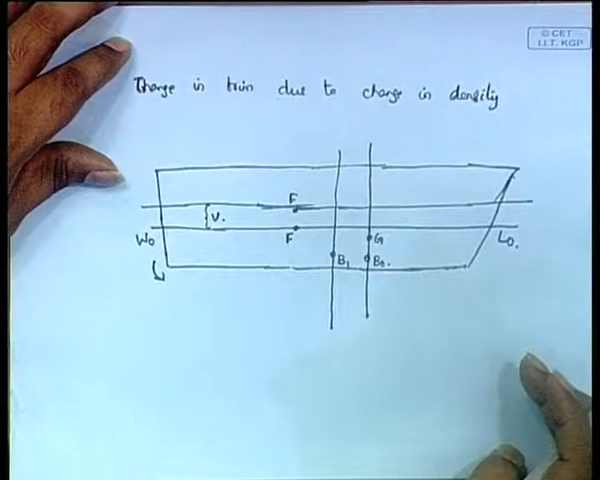 © CET
I.I.T. KGP
Change in trim due to change in density
F
V.
F
G
W₀
L₀.
B₁
B₀.